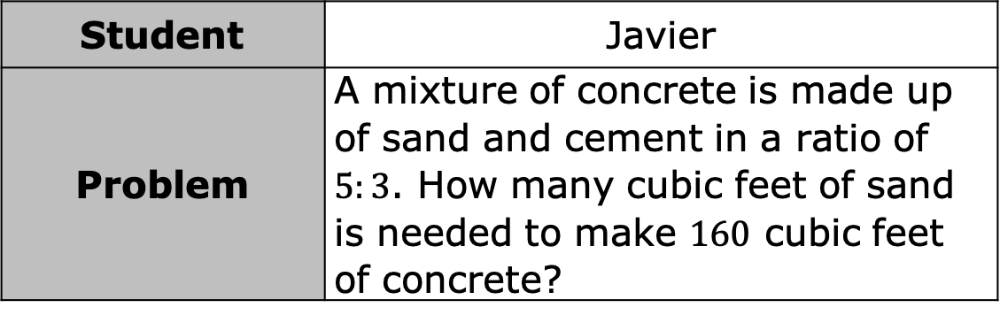 Student
Javier
Problem
A mixture of concrete is made up
of sand and cement in a ratio of
5:3. How many cubic feet of sand
is needed to make 160 cubic feet
of concrete?